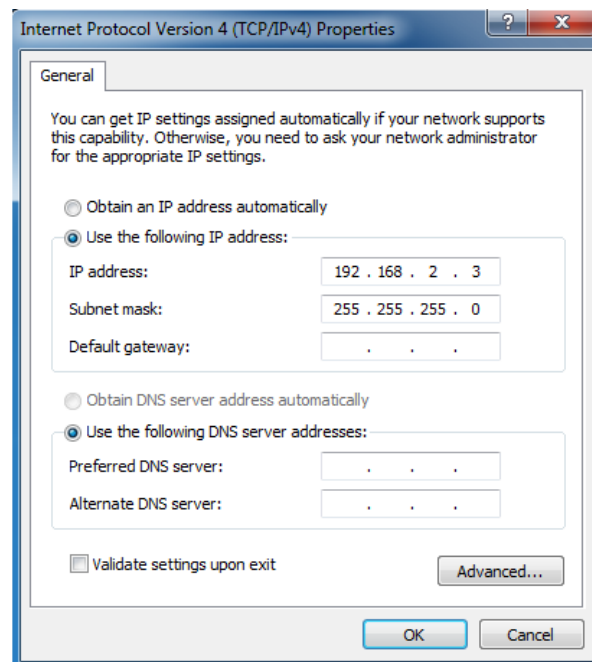 Internet Protocol Version 4 (TCP/IPv4) Properties
?
General
You can get IP settings assigned automatically if your network supports
this capability. Otherwise, you need to ask your network administrator
for the appropriate IP settings.
Obtain an IP address automatically
Use the following IP address:
IP address: 192 . 168 . 2 . 3
Subnet mask: 255 . 255 . 255 . 0
Default gateway: . . .
Obtain DNS server address automatically
Use the following DNS server addresses:
Preferred DNS server: . . .
Alternate DNS server: . . .
Validate settings upon exit
Advanced...
OK Cancel